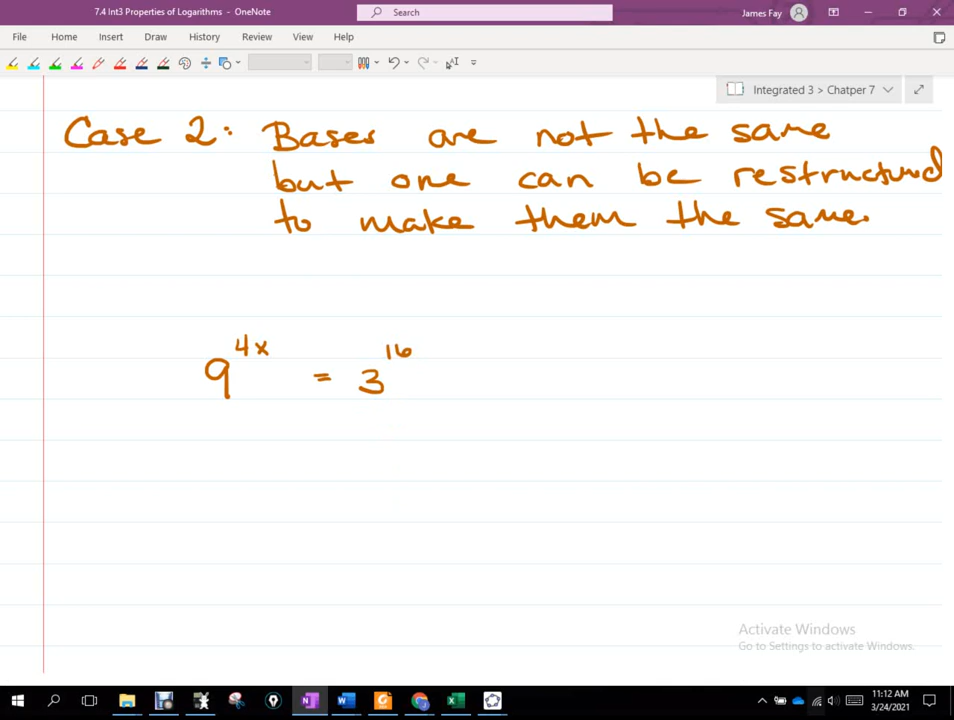 7.4 Int3 Properties of Logarithms - OneNote
Search
James Fay
File Home Insert Draw History Review View Help
Integrated 3 > Chatper 7
Case 2: Bases are not the same
but one can be restructured
to make them the same.
9^{4x} = 3^{16}
Activate Windows
Go to Settings to activate Windows.
11:12 AM
3/24/2021